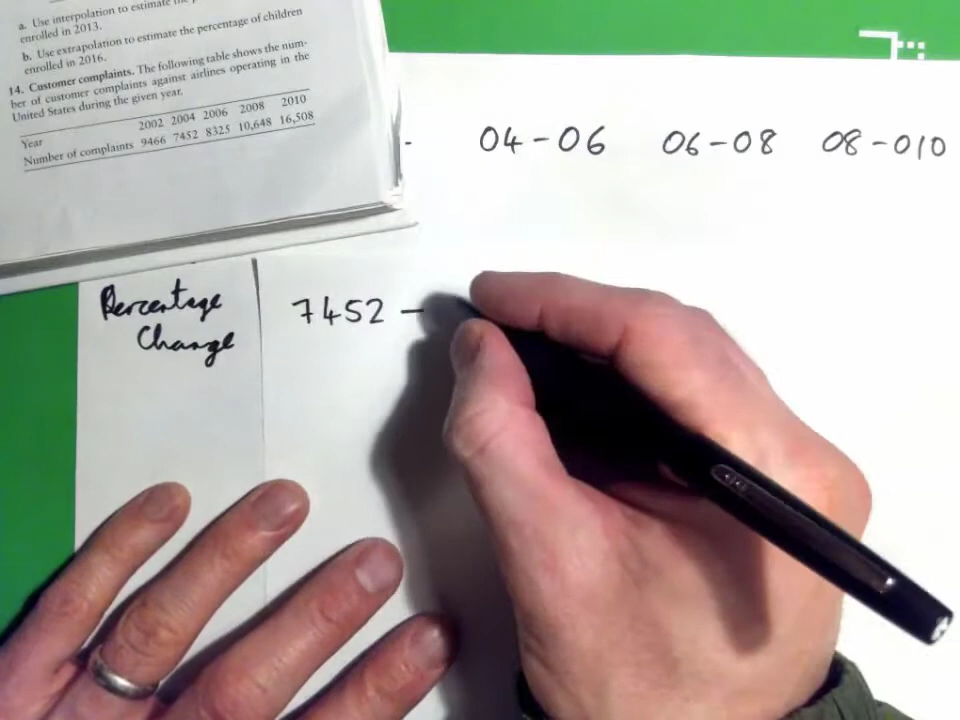 a. Use interpolation to estimate the
enrolled in 2013.
b. Use extrapolation to estimate the percentage of children
enrolled in 2016.
14. Customer complaints. The following table shows the num-
ber of customer complaints against airlines operating in the
United States during the given year.
Year 2002 2004 2006 2008 2010
Number of complaints 9466 7452 8325 10,648 16,508
04-06 06-08 08-010
Percentage 7452 -
Change